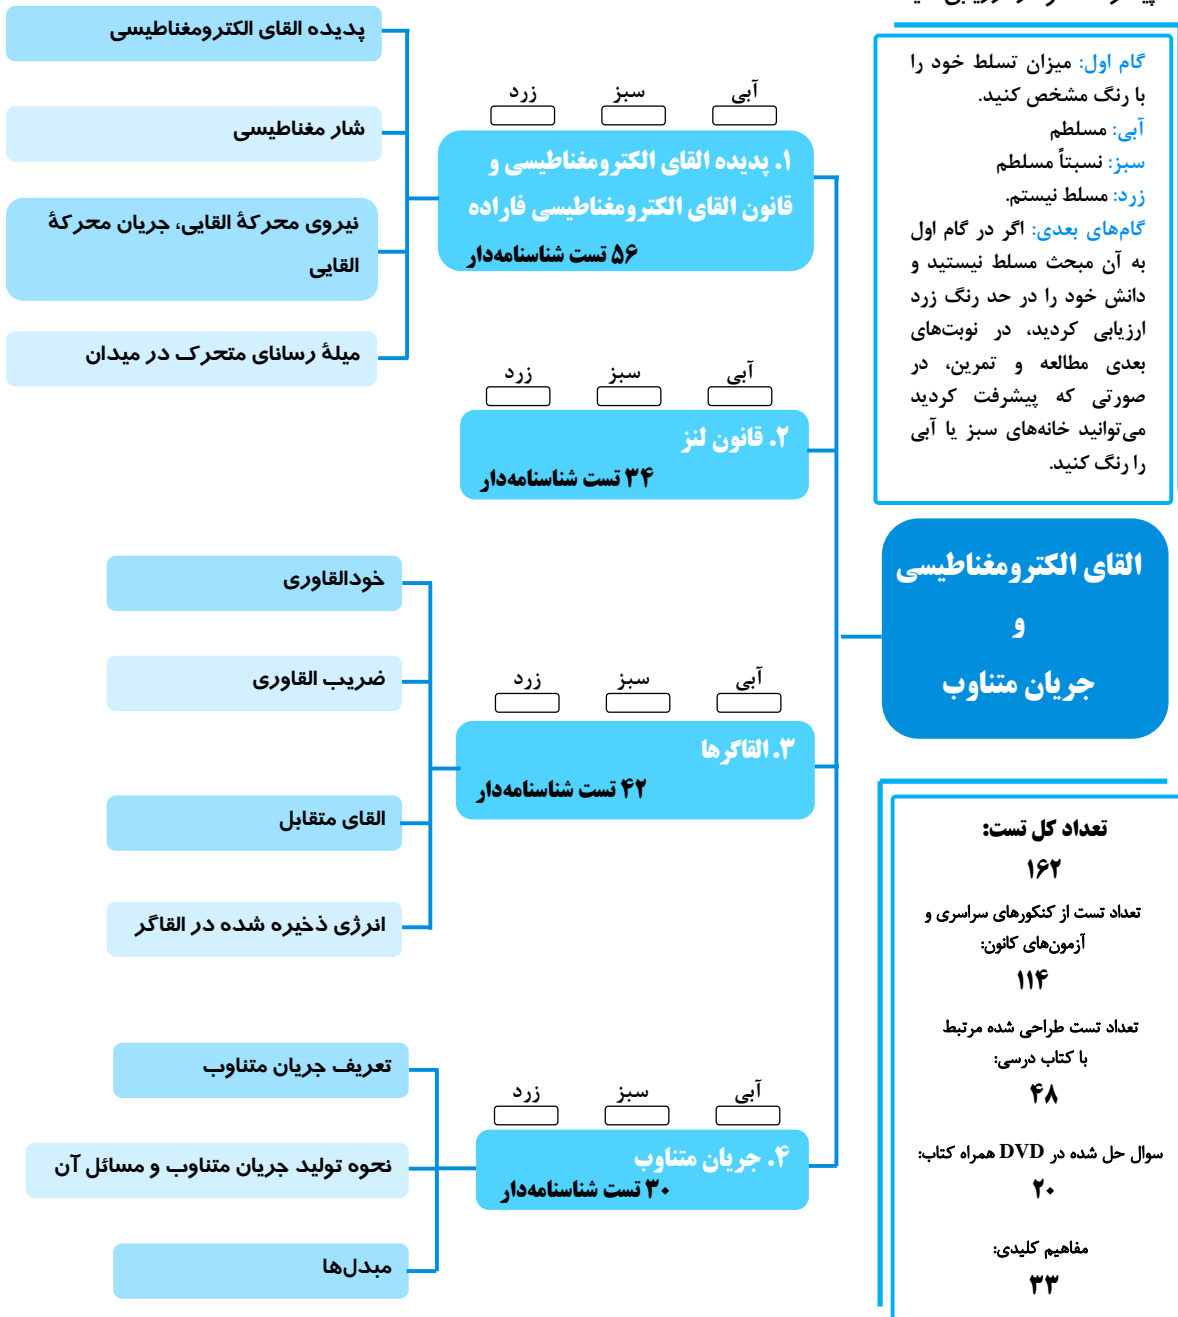 گام اول: میزان تسلط خود را
با رنگ مشخص کنید.
آبی: مسلطم
سبز: نسبتاً مسلطم
زرد: مسلط نیستم.
گام‌های بعدی: اگر در گام اول
به آن مبحث مسلط نیستید و
دانش خود را در حد رنگ زرد
ارزیابی کردید، در نوبت‌های
بعدی مطالعه و تمرین، در
صورتی که پیشرفت کردید
می‌توانید خانه‌های سبز یا آبی
را رنگ کنید.
القای الکترومغناطیسی
و
جریان متناوب
تعداد کل تست:
۱۶۲
تعداد تست از کنکورهای سراسری و
آزمون‌های کانون:
۱۱۴
تعداد تست طراحی شده مرتبط
با کتاب درسی:
۴۸
سوال حل شده در DVD همراه کتاب:
۲۰
مفاهیم کلیدی:
۳۳
آبی سبز زرد
۱. پدیده القای الکترومغناطیسی و
قانون القای الکترومغناطیسی فاراده
۵۶ تست شناسنامه‌دار
پدیده القای الکترومغناطیسی
شار مغناطیسی
نیروی محرکهٔ القایی، جریان محرکهٔ
القایی
میلهٔ رسانای متحرک در میدان
آبی سبز زرد
۲. قانون لنز
۳۴ تست شناسنامه‌دار
آبی سبز زرد
۳. القاگرها
۴۲ تست شناسنامه‌دار
خودالقاوری
ضریب القاوری
القای متقابل
انرژی ذخیره شده در القاگر
آبی سبز زرد
۴. جریان متناوب
۳۰ تست شناسنامه‌دار
تعریف جریان متناوب
نحوه تولید جریان متناوب و مسائل آن
مبدل‌ها